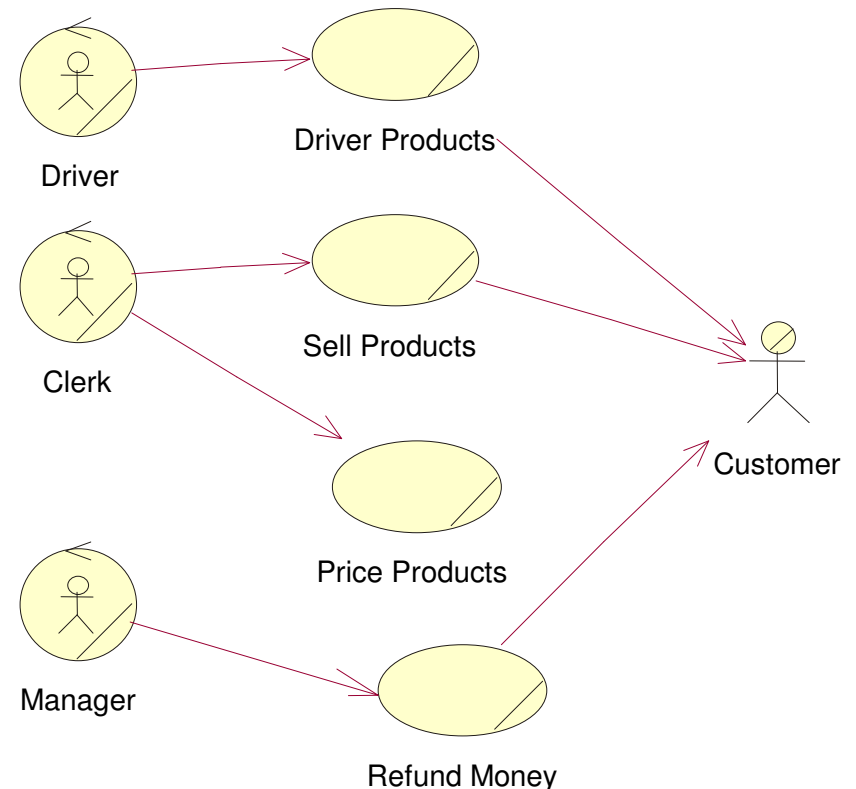 Driver Products
Driver
Sell Products
Clerk
Customer
Price Products
Manager
Refund Money